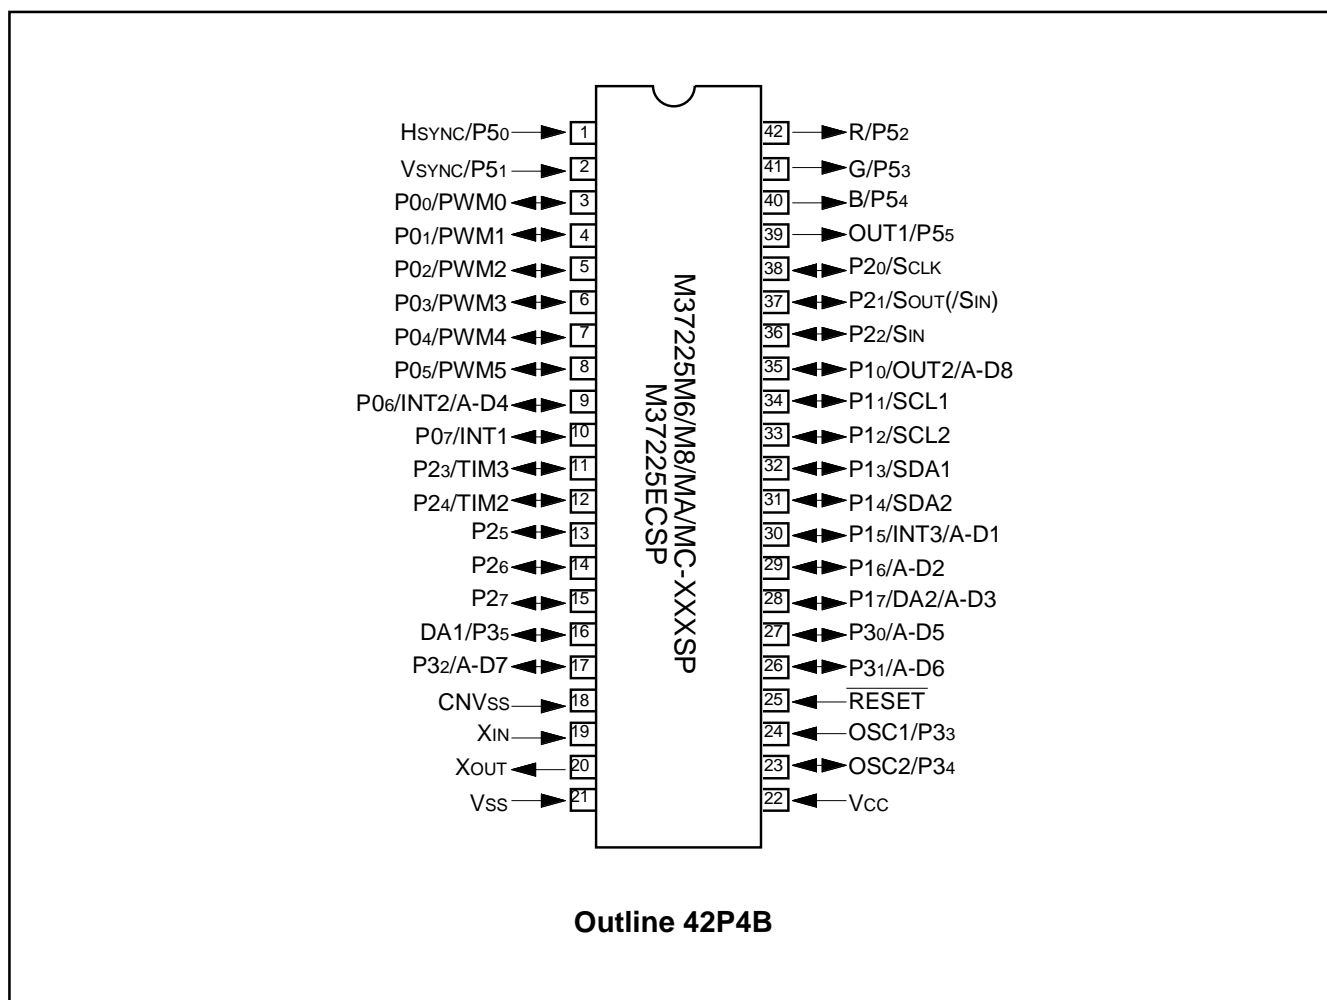 HSYNC/P50 1 42 R/P52
VSYNC/P51 2 41 G/P53
P00/PWM0 3 40 B/P54
P01/PWM1 4 39 OUT1/P55
P02/PWM2 5 38 P20/SCLK
P03/PWM3 6 37 P21/SOUT(/SIN)
P04/PWM4 7 36 P22/SIN
P05/PWM5 8 35 P10/OUT2/A-D8
P06/INT2/A-D4 9 34 P11/SCL1
P07/INT1 10 33 P12/SCL2
P23/TIM3 11 32 P13/SDA1
P24/TIM2 12 31 P14/SDA2
P25 13 30 P15/INT3/A-D1
P26 14 29 P16/A-D2
P27 15 28 P17/DA2/A-D3
DA1/P35 16 27 P30/A-D5
P32/A-D7 17 26 P31/A-D6
CNVSS 18 25 RESET
XIN 19 24 OSC1/P33
XOUT 20 23 OSC2/P34
VSS 21 22 VCC
M37225M6/M8/MA/MC-XXXSP
M37225ECSP
Outline 42P4B